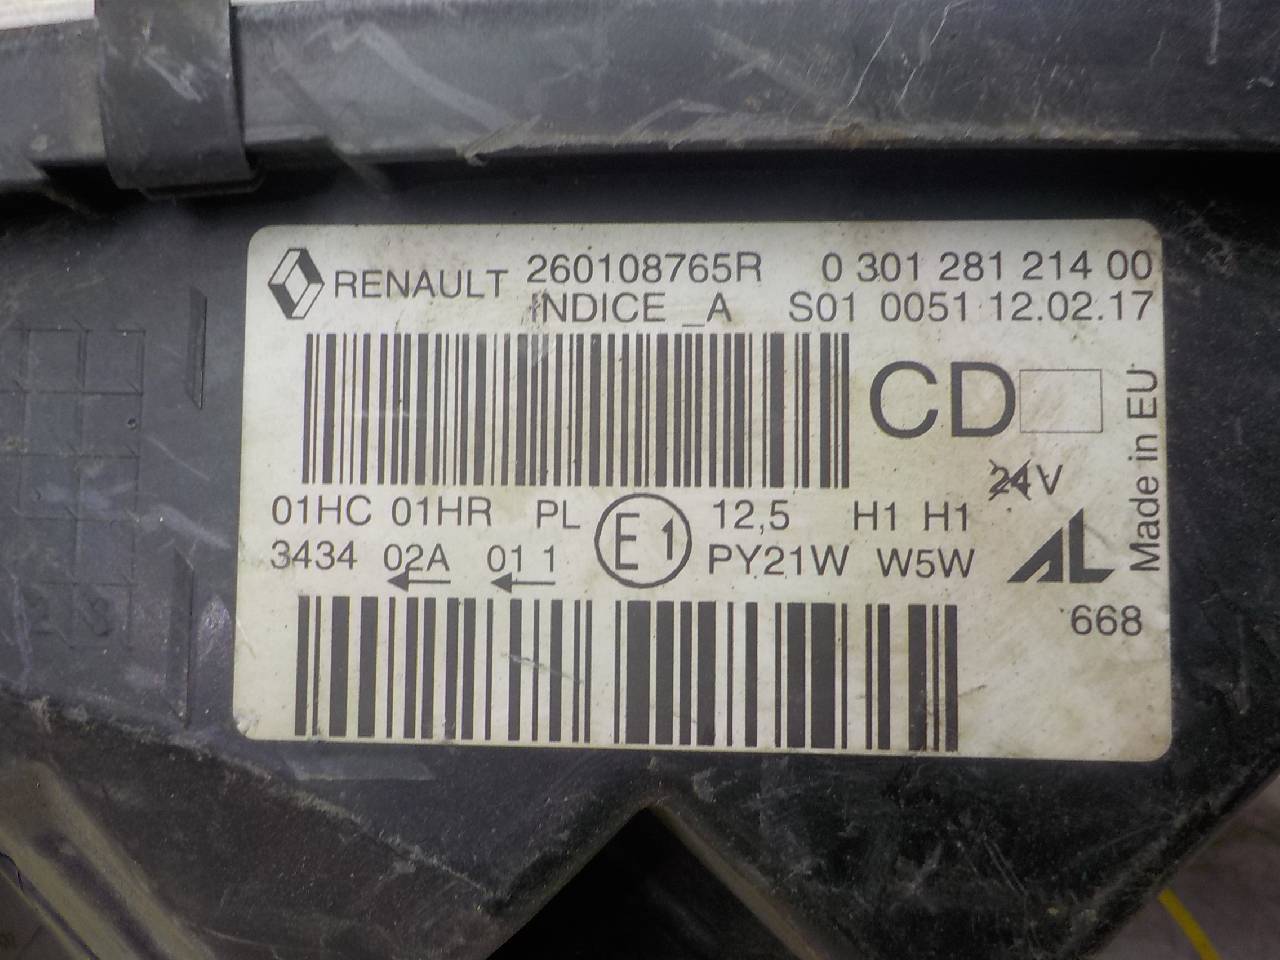 RENAULT 260108765R 0 301 281 214 00
INDICE _A S01 0051 12.02.17
CD
24V
Made in EU
01HC 01HR PL E1 12,5 H1 H1
3434 02A 01 1 PY21W W5W AL
668